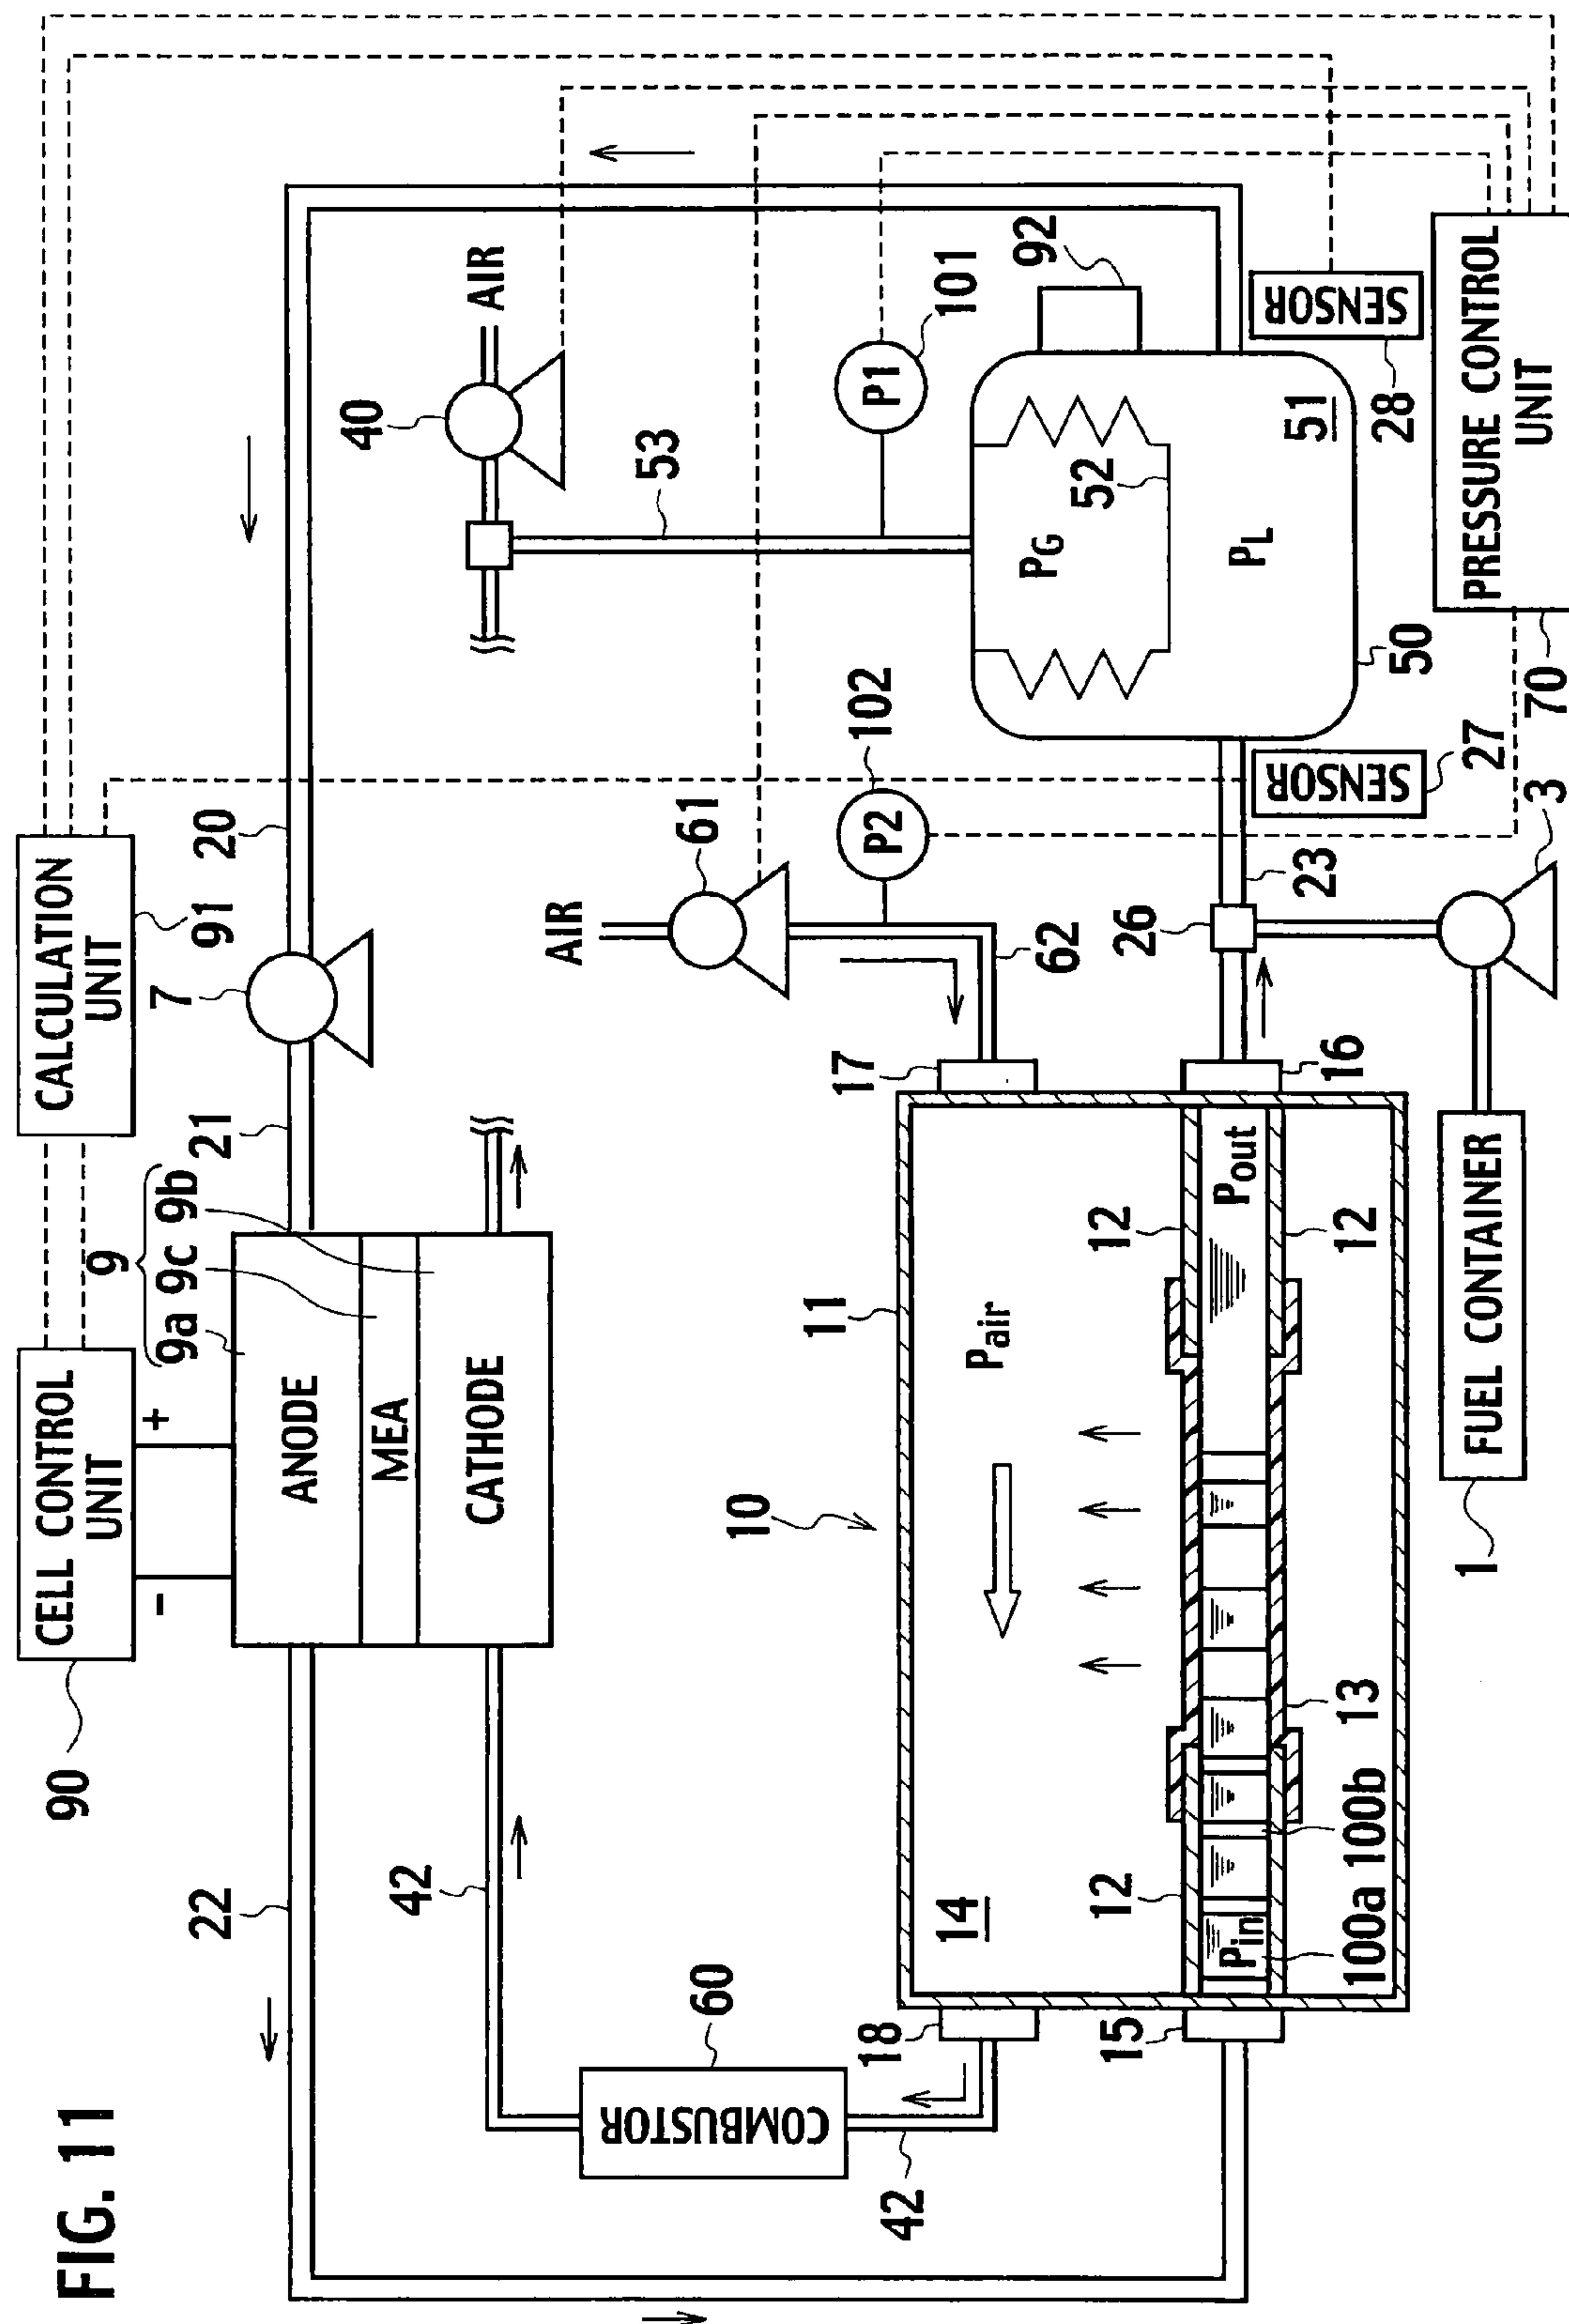 FIG. 11
90
CELL CONTROL
UNIT
CALCULATION
UNIT
91
9
9a 9c 9b
−
+
ANODE
MEA
CATHODE
21
7
20
22
42
COMBUSTOR
60
42
40
AIR
53
P1
101
92
PG
52
PL
51
50
SENSOR
28
SENSOR
27
PRESSURE CONTROL
UNIT
70
AIR
61
P2
102
62
26
23
3
17
16
18
15
10
11
14
Pair
12
12
12
13
Pin
Pout
100a
100b
1
FUEL CONTAINER